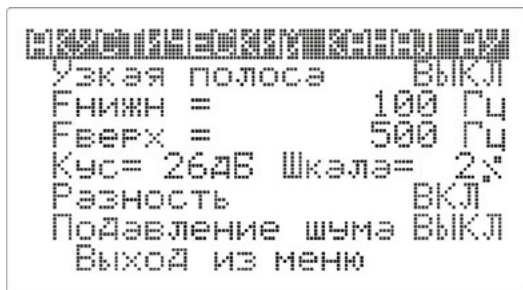 АКУСТИЧЕСКИЙ КАНАЛ АУ
Узкая полоса ВЫКЛ
Fнижн = 100 Гц
Fверх = 500 Гц
Kус= 26дБ Шкала= 2%
Разность ВКЛ
Подавление шума ВЫКЛ
Выход из меню